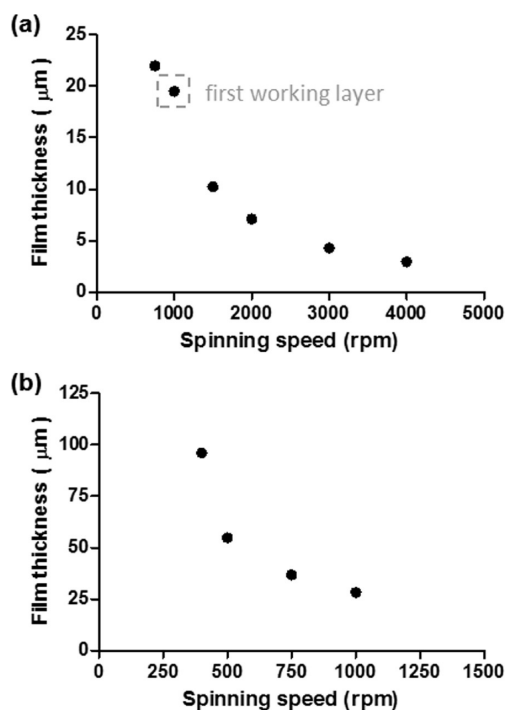 (a)
25
20
15
10
5
0
Film thickness ( μm)
first working layer
0 1000 2000 3000 4000 5000
Spinning speed (rpm)
(b)
125
100
75
50
25
0
Film thickness ( μm)
0 250 500 750 1000 1250 1500
Spinning speed (rpm)